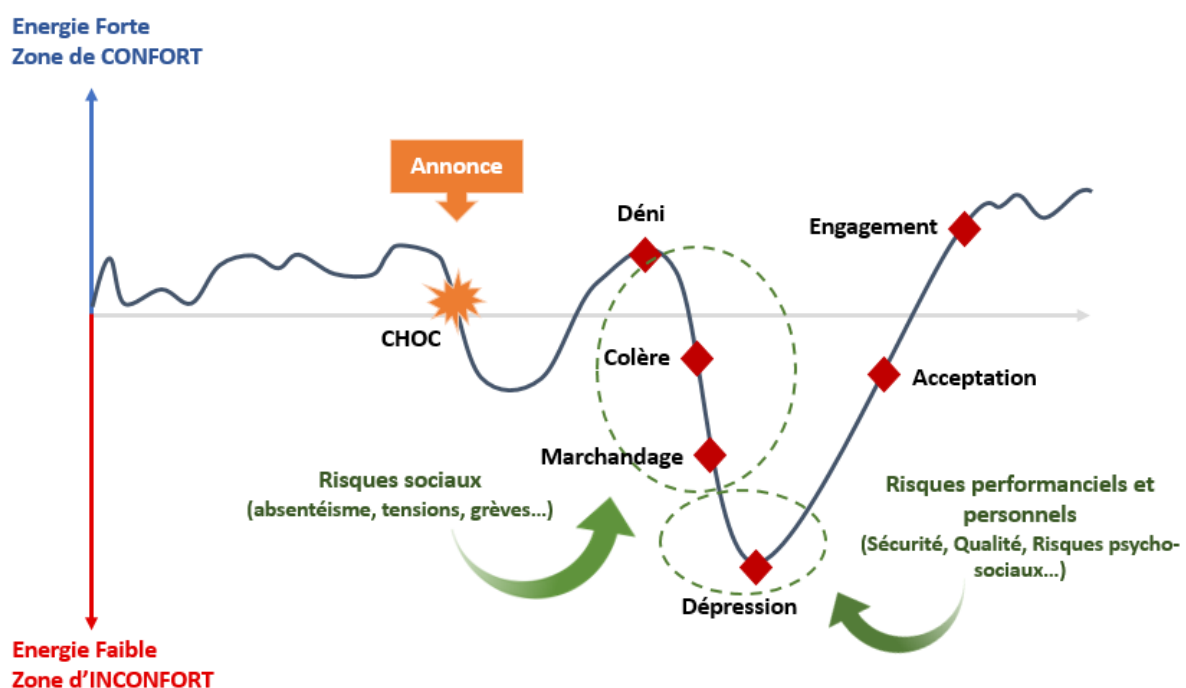 Energie Forte
Zone de CONFORT
Annonce
Déni
Engagement
CHOC
Colère
Acceptation
Marchandage
Risques sociaux
(absentéisme, tensions, grèves…)
Risques performanciels et
personnels
(Sécurité, Qualité, Risques psycho-
sociaux…)
Dépression
Energie Faible
Zone d’INCONFORT